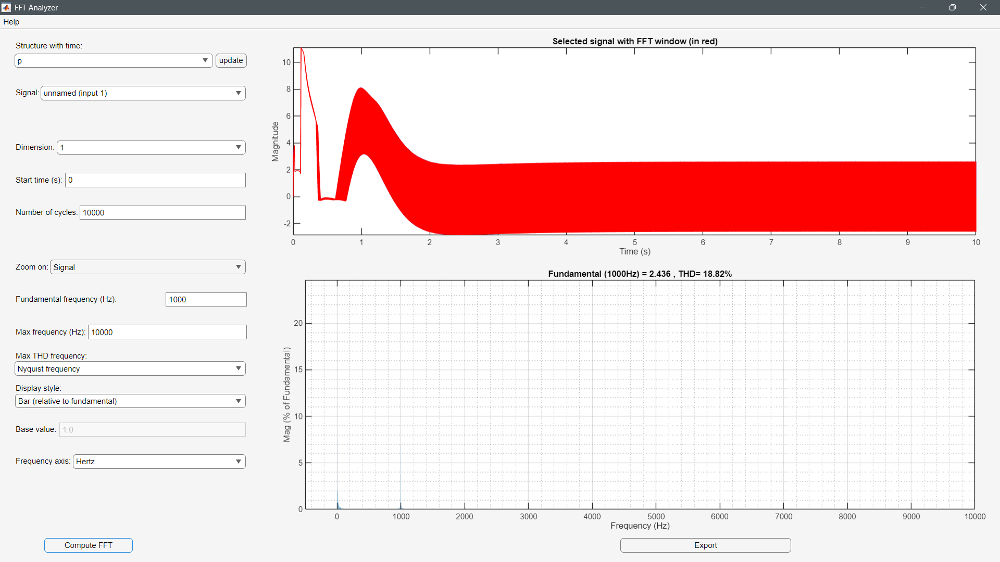 FFT Analyzer
Help
Structure with time:
p
update
Signal: unnamed (input 1)
Dimension: 1
Start time (s): 0
Number of cycles: 10000
Zoom on: Signal
Fundamental frequency (Hz): 1000
Max frequency (Hz): 10000
Max THD frequency:
Nyquist frequency
Display style:
Bar (relative to fundamental)
Base value: 1.0
Frequency axis: Hertz
Compute FFT
Selected signal with FFT window (in red)
Magnitude
10
8
6
4
2
0
-2
0 1 2 3 4 5 6 7 8 9 10
Time (s)
Fundamental (1000Hz) = 2.436 , THD= 18.82%
Mag (% of Fundamental)
20
15
10
5
0
0 1000 2000 3000 4000 5000 6000 7000 8000 9000 10000
Frequency (Hz)
Export